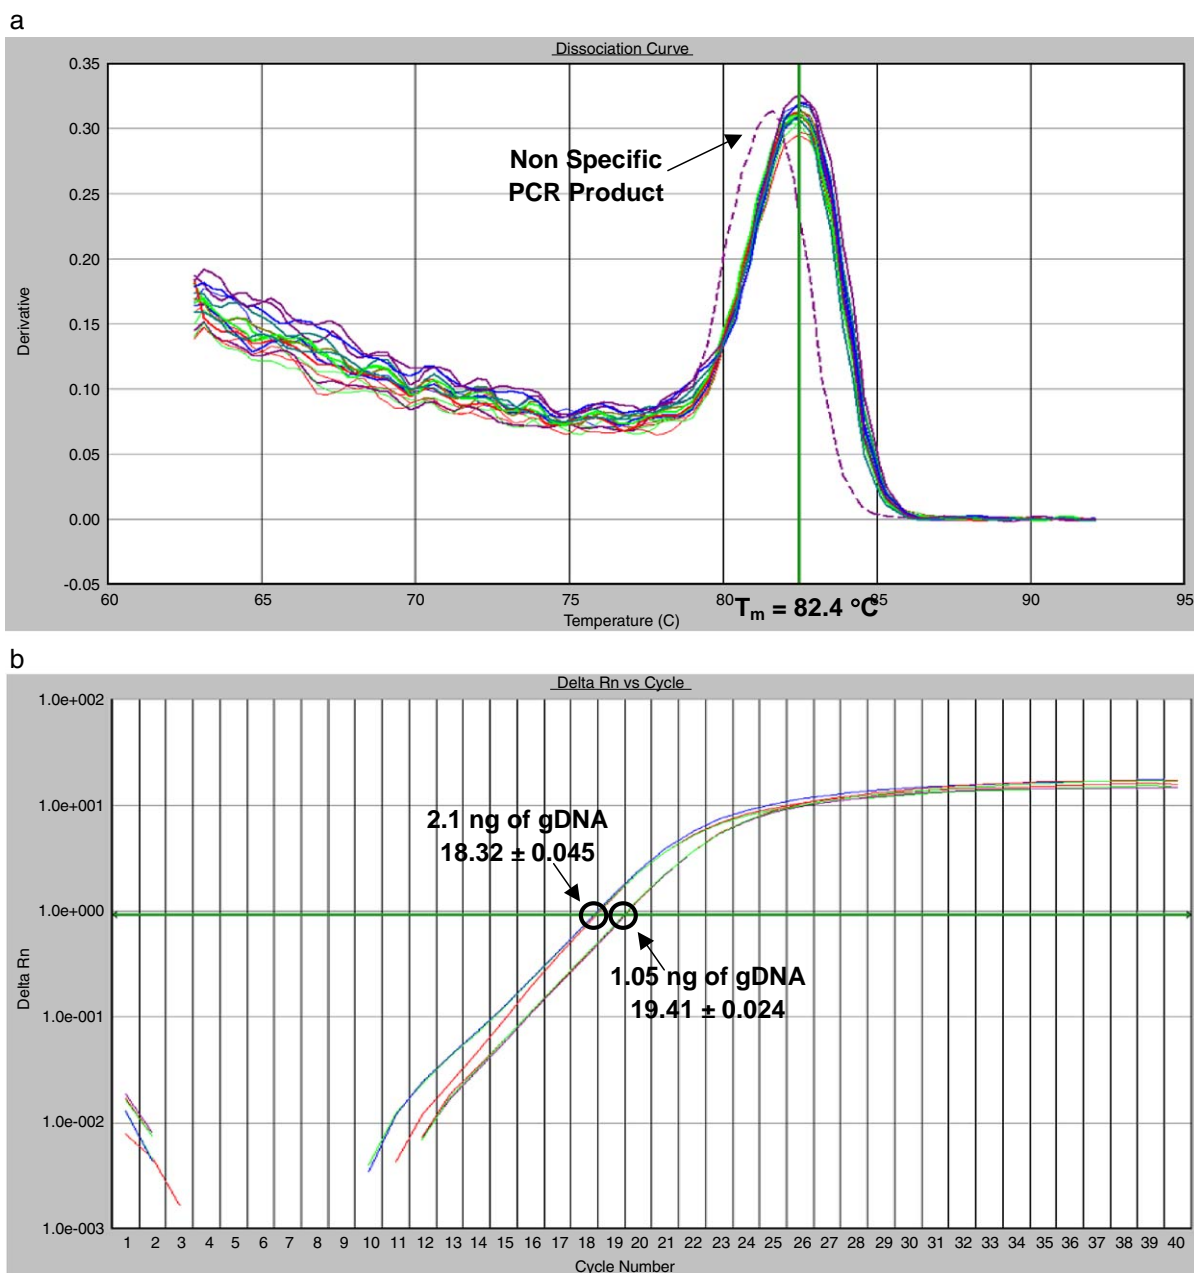 a
Dissociation Curve
0.35
0.30
0.25
0.20
0.15
0.10
0.05
0.00
-0.05
Derivative
Non Specific
PCR Product
60 65 70 75 80 85 90 95
Tm = 82.4 °C
Temperature (C)
b
Delta Rn vs Cycle
1.0e+002
1.0e+001
1.0e+000
1.0e-001
1.0e-002
1.0e-003
Delta Rn
2.1 ng of gDNA
18.32 ± 0.045
1.05 ng of gDNA
19.41 ± 0.024
1 2 3 4 5 6 7 8 9 10 11 12 13 14 15 16 17 18 19 20 21 22 23 24 25 26 27 28 29 30 31 32 33 34 35 36 37 38 39 40
Cycle Number